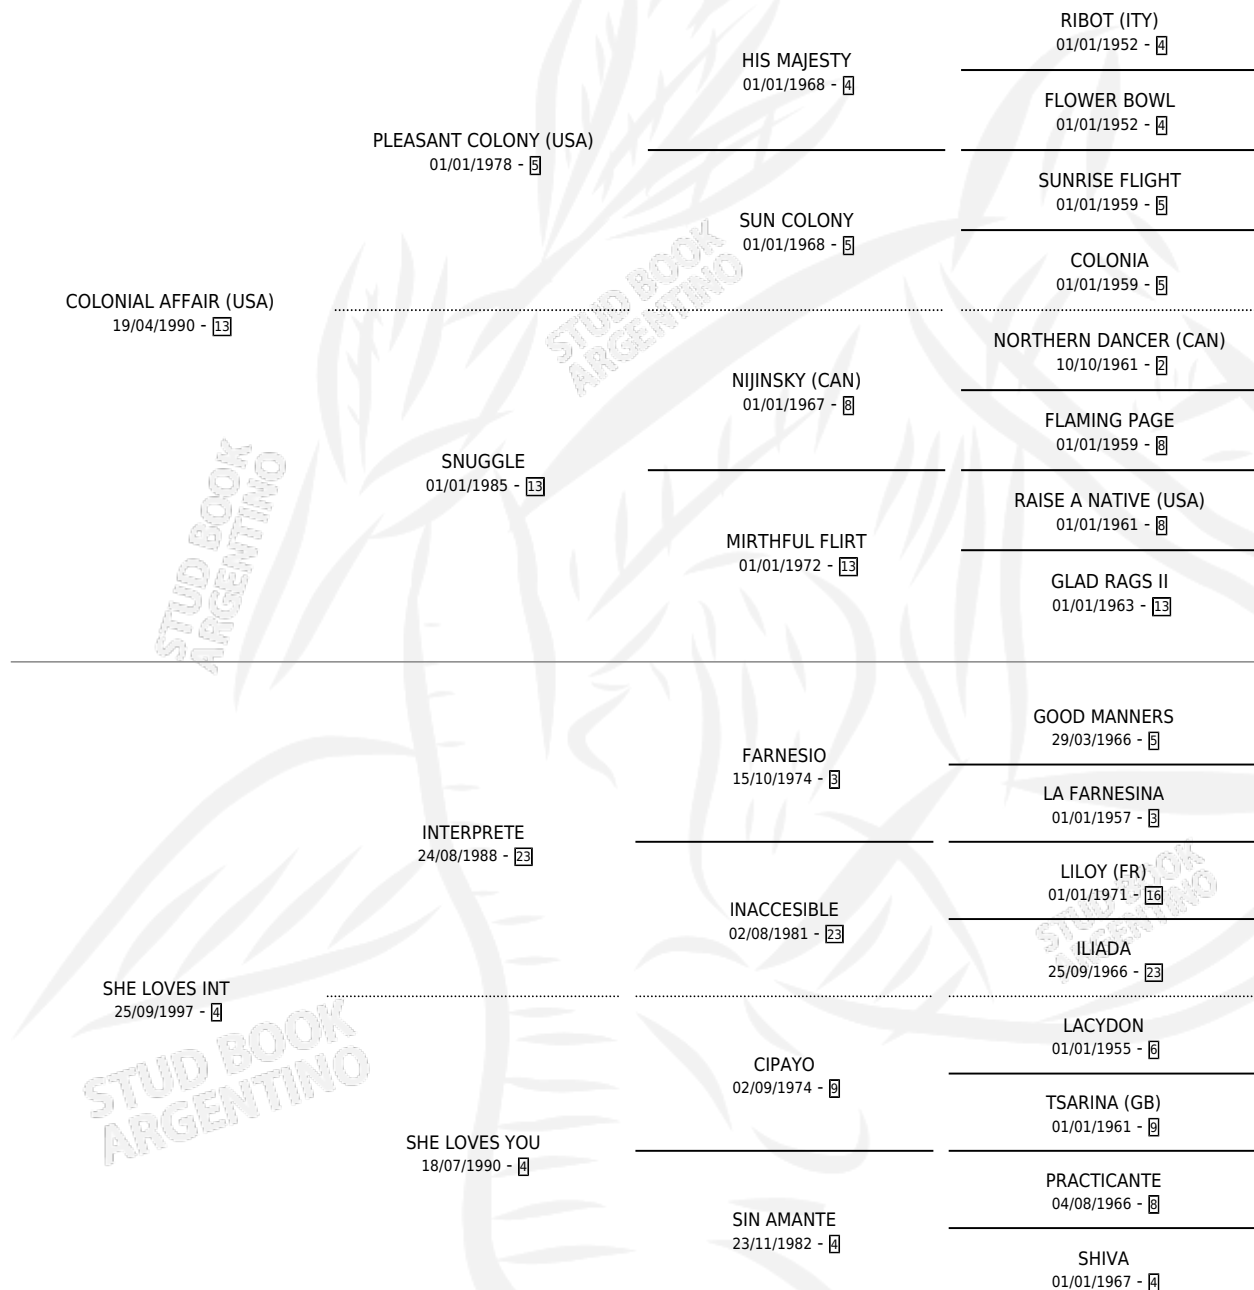 RIBOT (ITY)
01/01/1952 - 4
HIS MAJESTY
01/01/1968 - 4
FLOWER BOWL
01/01/1952 - 4
PLEASANT COLONY (USA)
01/01/1978 - 5
SUNRISE FLIGHT
01/01/1959 - 5
SUN COLONY
01/01/1968 - 5
COLONIA
01/01/1959 - 5
COLONIAL AFFAIR (USA)
19/04/1990 - 13
NORTHERN DANCER (CAN)
10/10/1961 - 2
NIJINSKY (CAN)
01/01/1967 - 8
FLAMING PAGE
01/01/1959 - 8
SNUGGLE
01/01/1985 - 13
RAISE A NATIVE (USA)
01/01/1961 - 8
MIRTHFUL FLIRT
01/01/1972 - 13
GLAD RAGS II
01/01/1963 - 13
GOOD MANNERS
29/03/1966 - 5
FARNESIO
15/10/1974 - 3
LA FARNESINA
01/01/1957 - 3
INTERPRETE
24/08/1988 - 23
LILOY (FR)
01/01/1971 - 16
INACCESIBLE
02/08/1981 - 23
ILIADA
25/09/1966 - 23
SHE LOVES INT
25/09/1997 - 4
LACYDON
01/01/1955 - 6
CIPAYO
02/09/1974 - 9
TSARINA (GB)
01/01/1961 - 9
SHE LOVES YOU
18/07/1990 - 4
PRACTICANTE
04/08/1966 - 8
SIN AMANTE
23/11/1982 - 4
SHIVA
01/01/1967 - 4
STUD BOOK
ARGENTINO
STUD BOOK
ARGENTINO
STUD BOOK
ARGENTINO
STUD BOOK
ARGENTINO